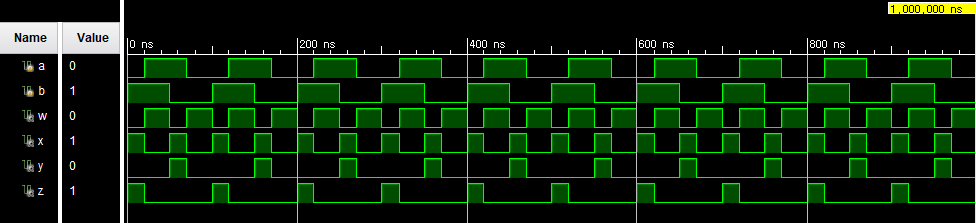 1,000,000 ns
Name Value 0 ns 200 ns 400 ns 600 ns 800 ns
a 0
b 1
w 0
x 1
y 0
z 1